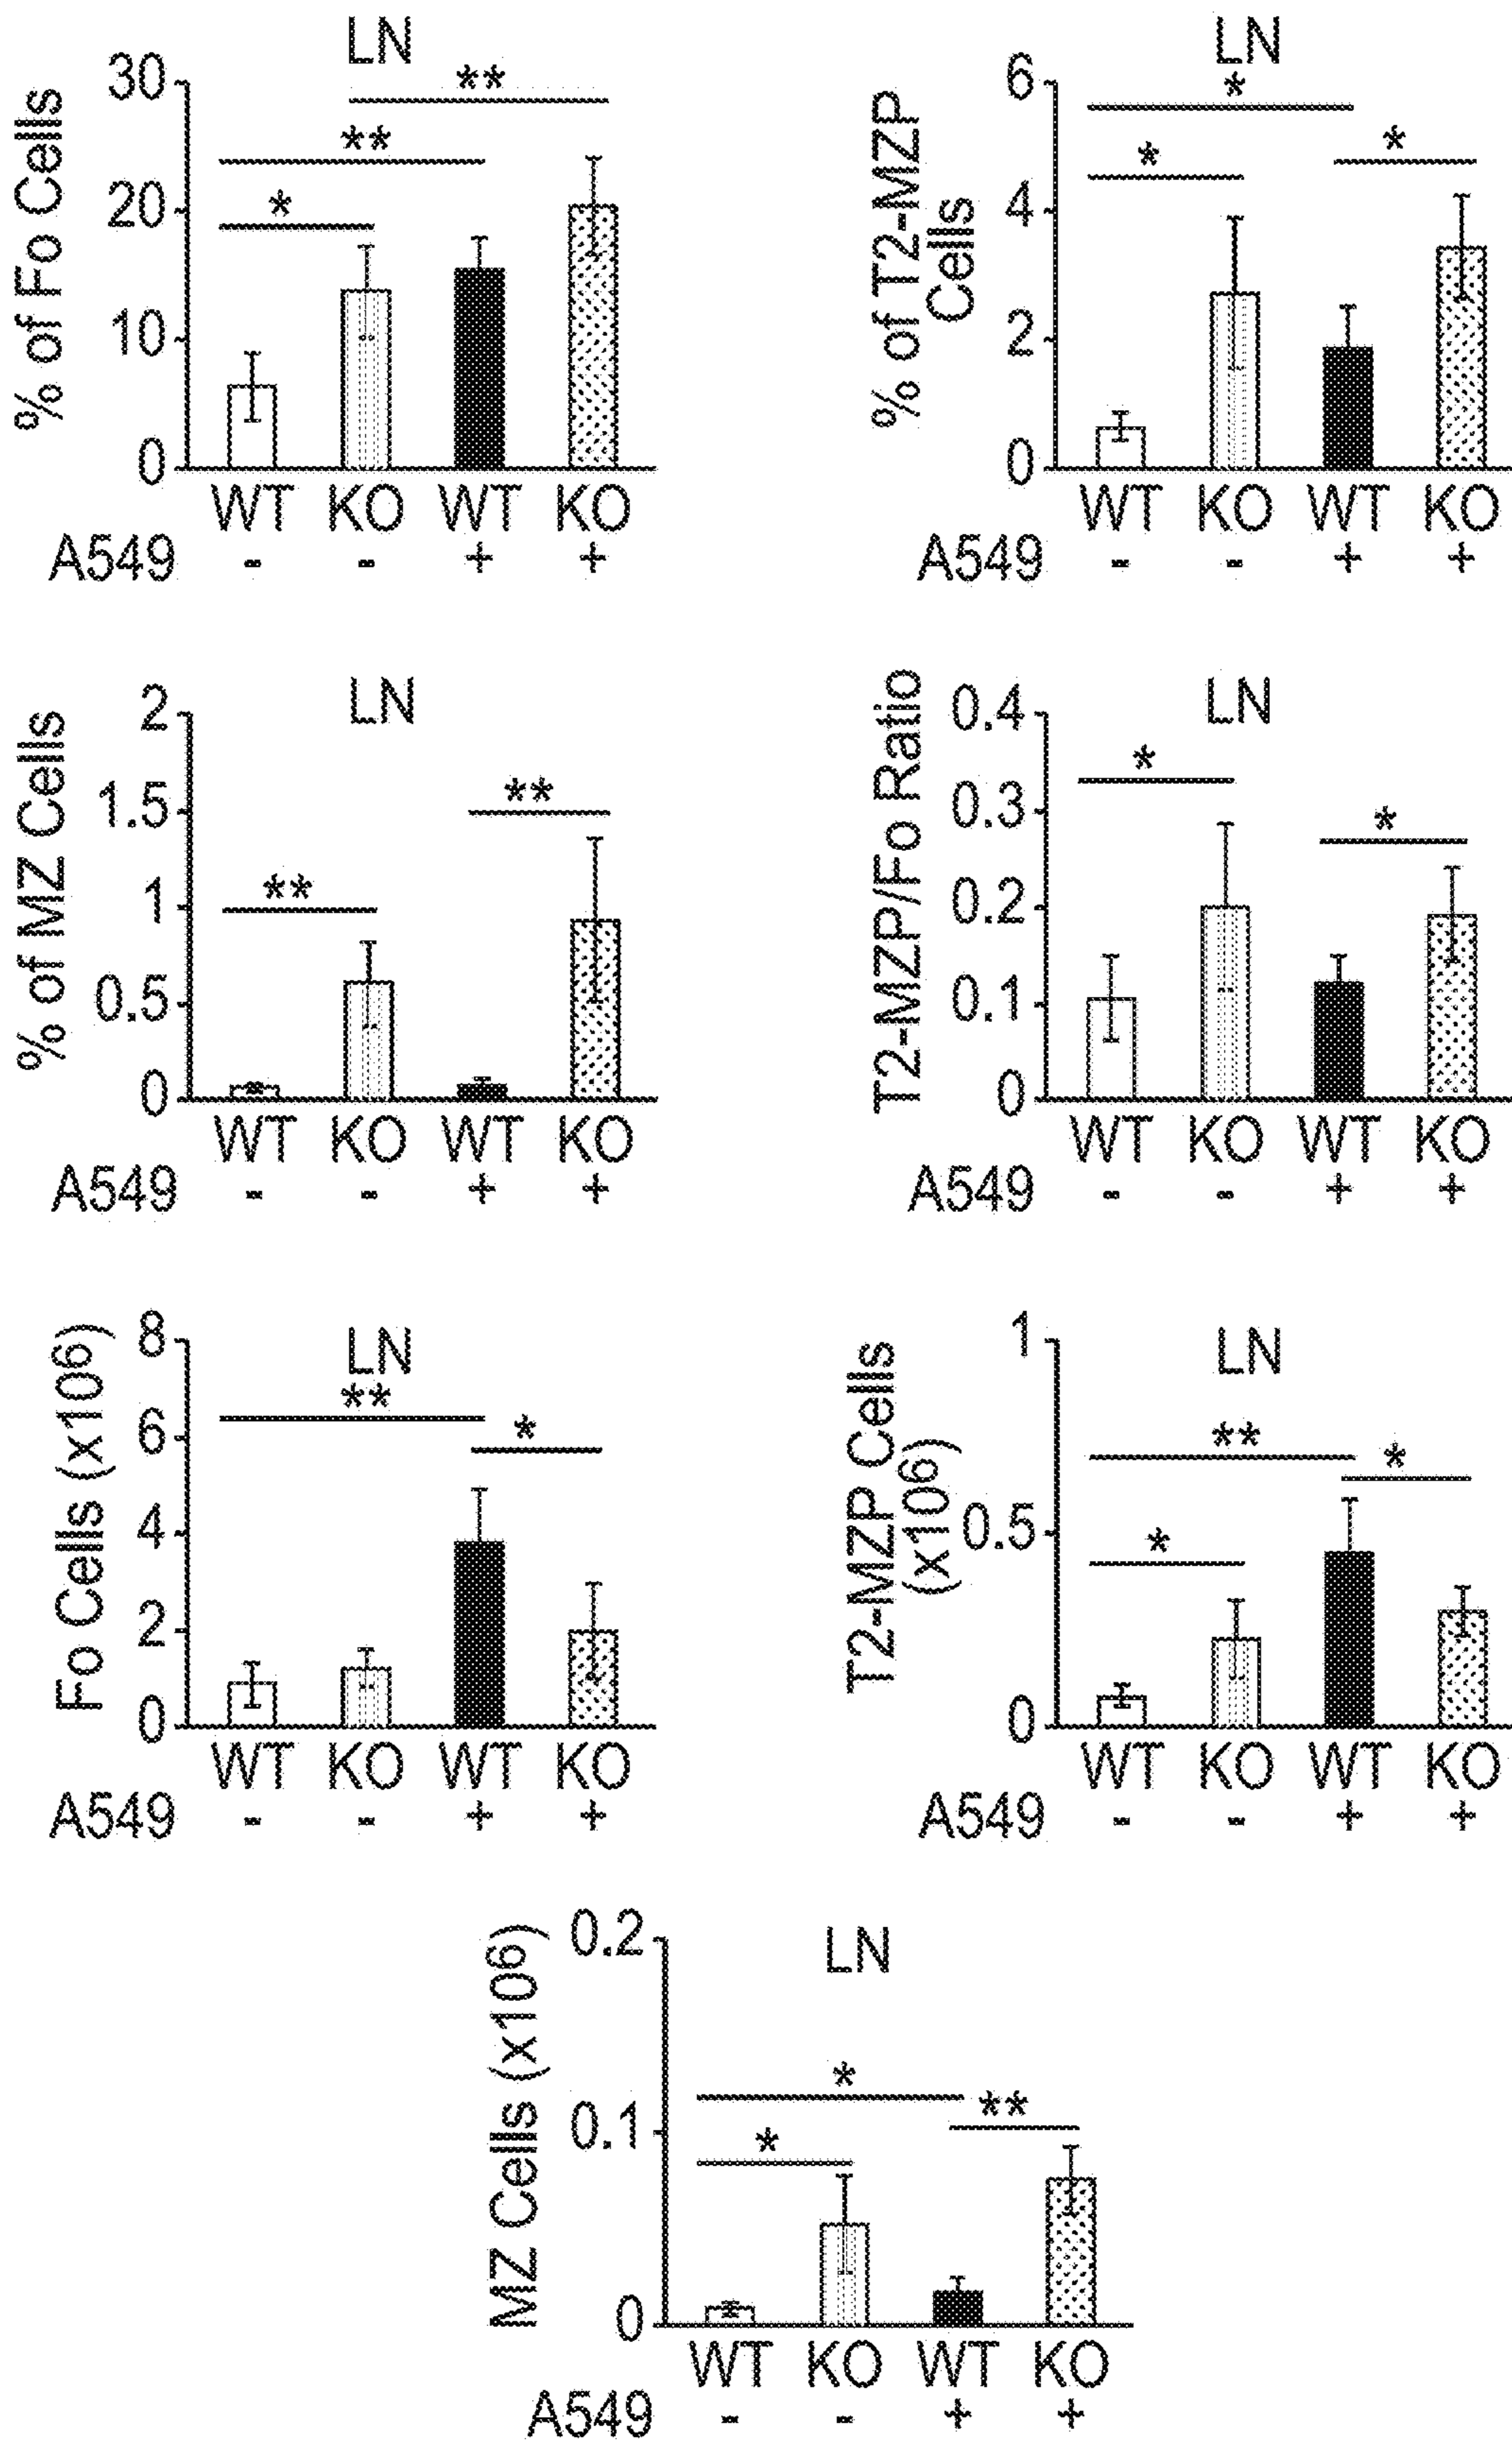 LN
% of Fo Cells
30
20
10
0
**
**
*
WT KO WT KO
A549 - - + +
LN
% of T2-MZP
Cells
6
4
2
0
*
*
*
WT KO WT KO
A549 - - + +
LN
% of MZ Cells
2
1.5
1
0.5
0
**
**
WT KO WT KO
A549 - - + +
LN
T2-MZP/Fo Ratio
0.4
0.3
0.2
0.1
0
*
*
WT KO WT KO
A549 - - + +
LN
Fo Cells (x10⁶)
8
6
4
2
0
**
*
WT KO WT KO
A549 - - + +
LN
T2-MZP Cells
(x10⁶)
1
0.5
0
**
*
*
WT KO WT KO
A549 - - + +
LN
MZ Cells (x10⁶)
0.2
0.1
0
*
**
*
WT KO WT KO
A549 - - + +